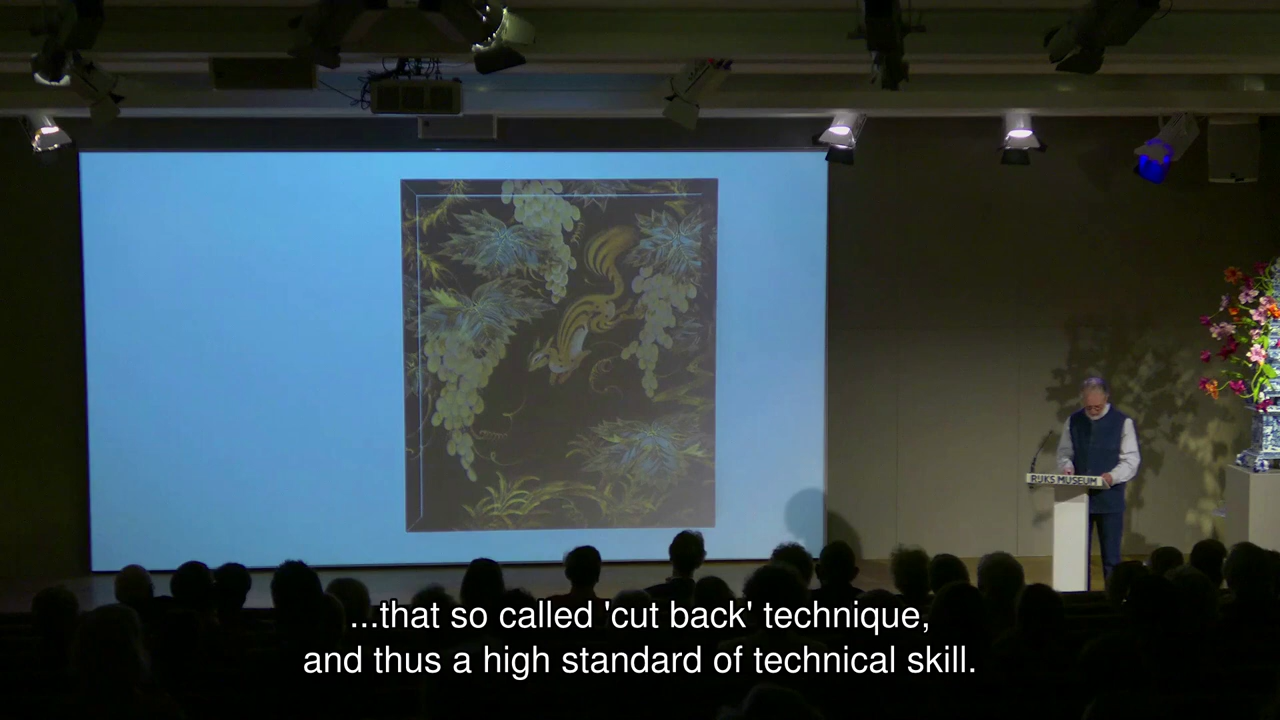 RIJKS MUSEUM
...that so called 'cut back' technique,
and thus a high standard of technical skill.